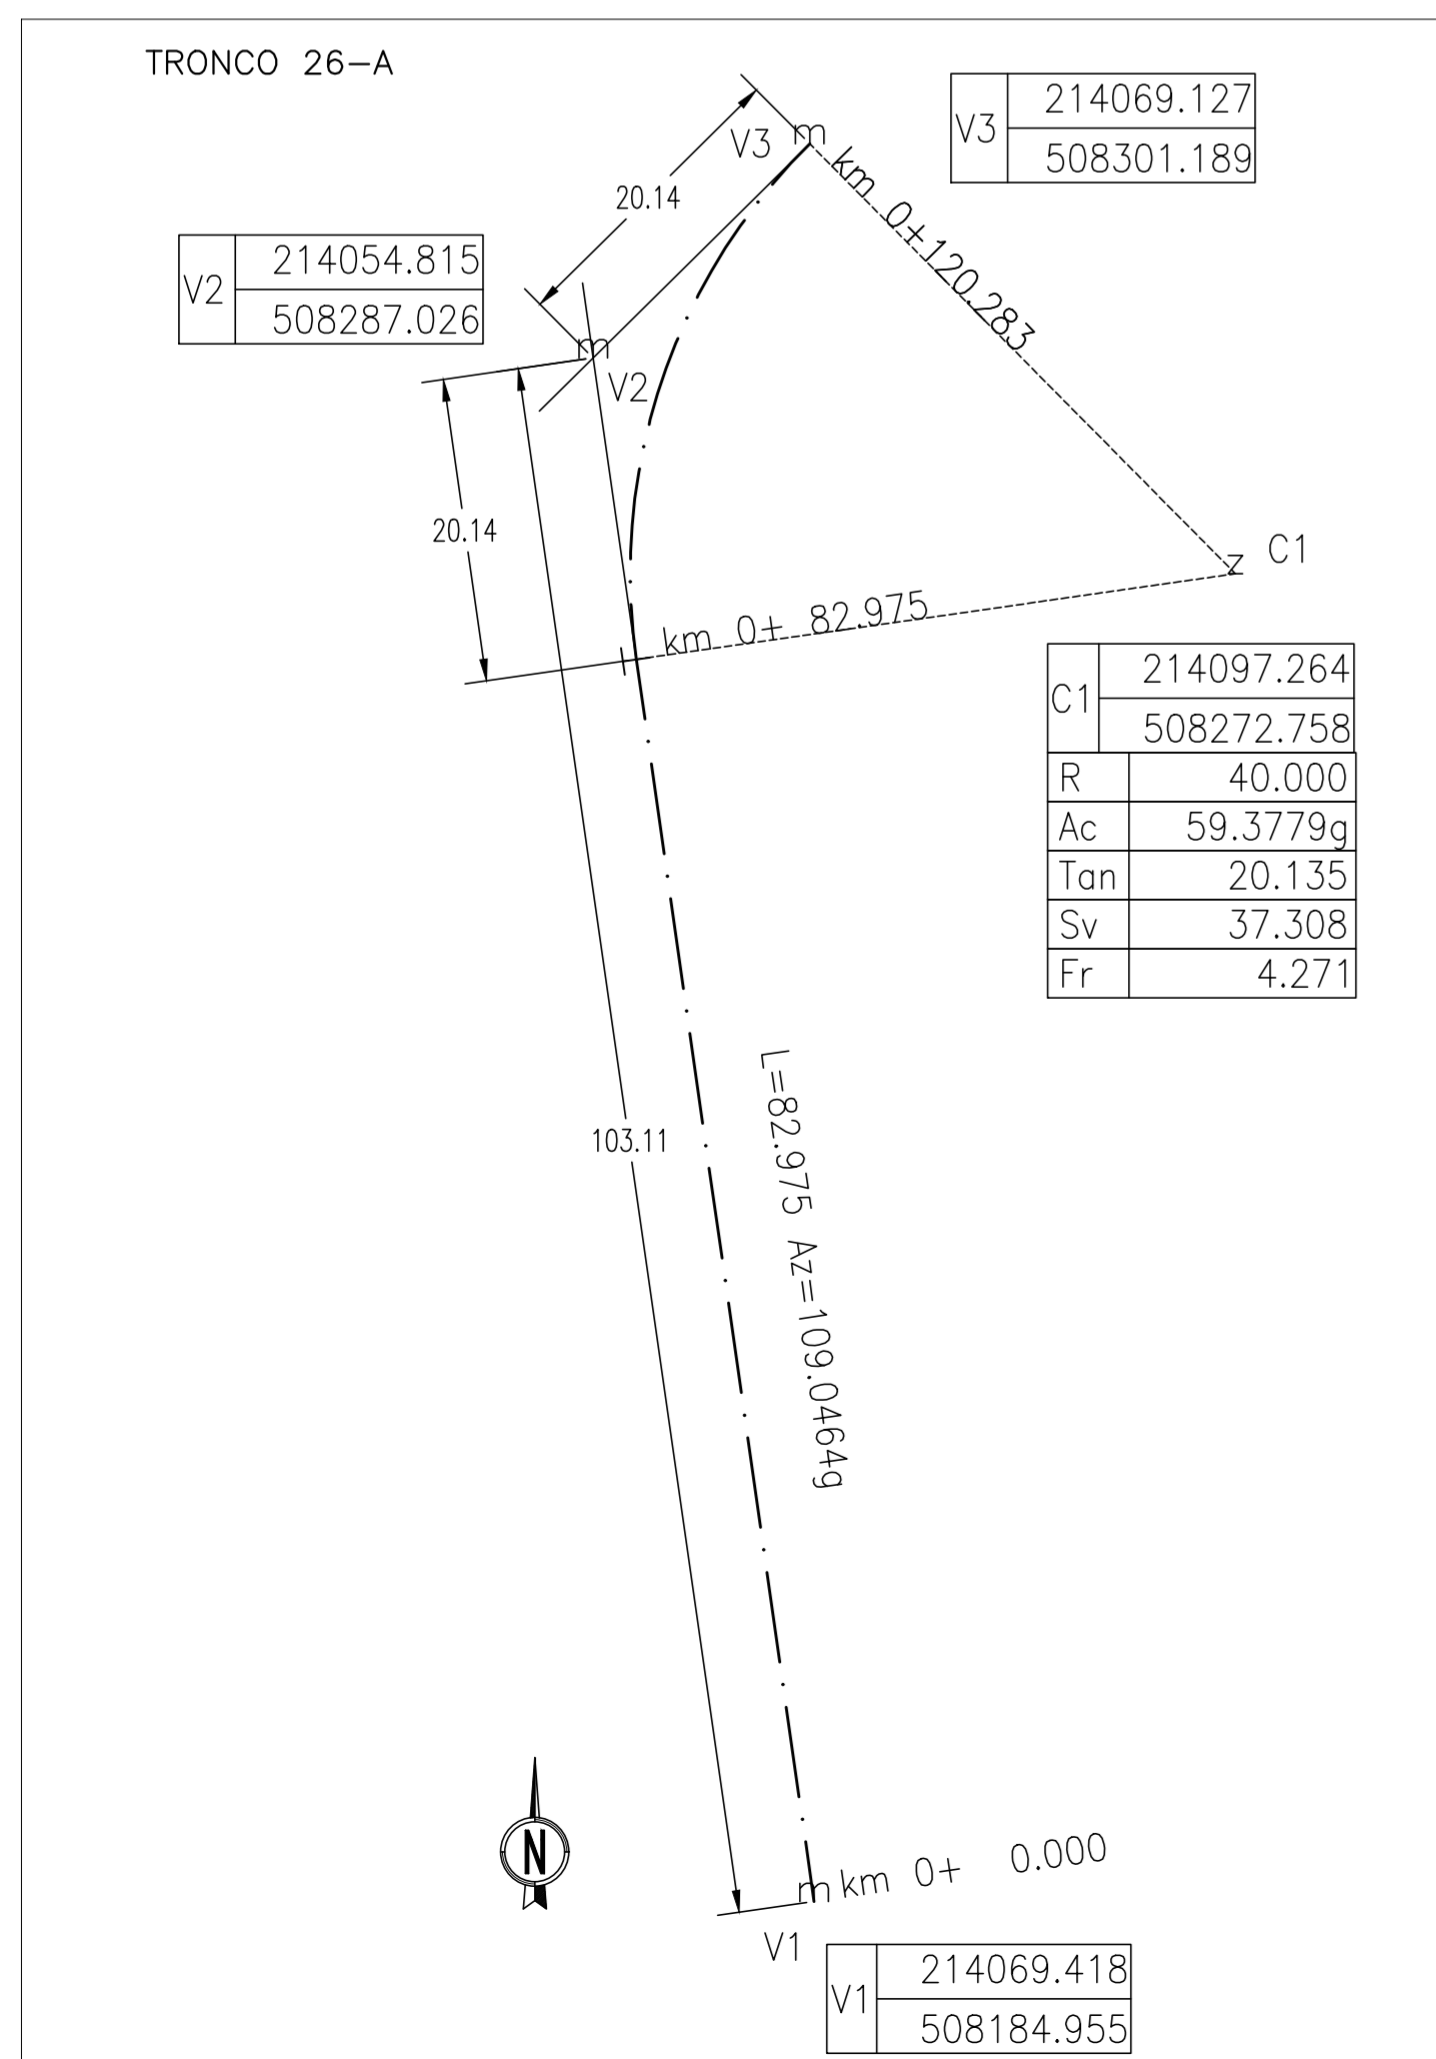 TRONCO 26-A
V3
214069.127
508301.189
m
V3
km 0+120.283
20.14
V2
214054.815
508287.026
m
V2
20.14
z
C1
km 0+ 82.975
C1
214097.264
508272.758
R 40.000
Ac 59.3779g
Tan 20.135
Sv 37.308
Fr 4.271
L=82.975 Az=109.0464g
103.11
N
m
km 0+ 0.000
V1
V1
214069.418
508184.955